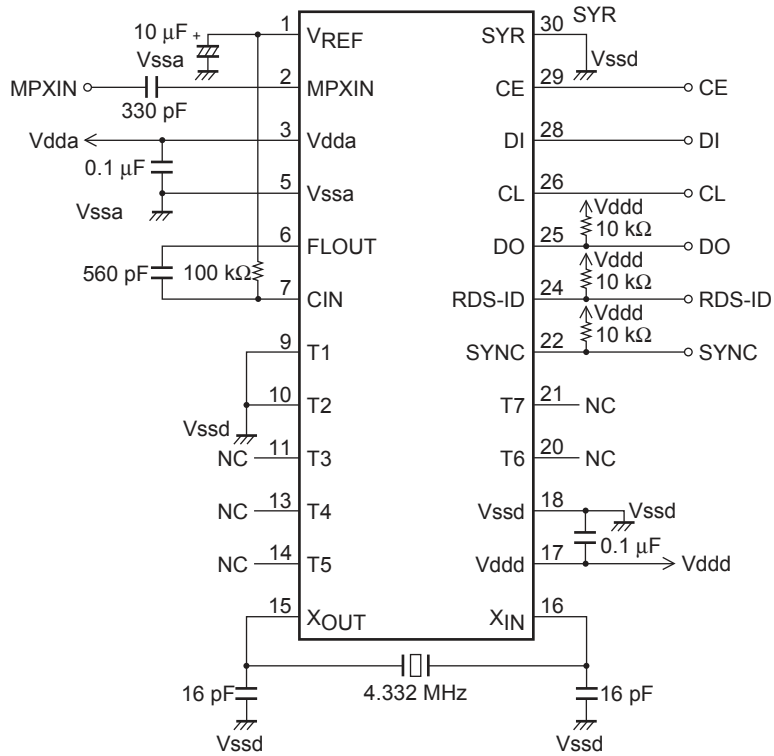 SYR
10 µF +
1
VREF
SYR
30
Vssa
Vssd
MPXIN
2
MPXIN
CE
29
CE
330 pF
Vdda
3
Vdda
DI
28
DI
0.1 µF
5
Vssa
CL
26
CL
Vssa
Vddd
10 kΩ
6
FLOUT
DO
25
DO
560 pF
100 kΩ
Vddd
10 kΩ
7
CIN
RDS-ID
24
RDS-ID
Vddd
10 kΩ
9
T1
SYNC
22
SYNC
10
T2
T7
21
NC
Vssd
NC
11
T3
T6
20
NC
NC
13
T4
Vssd
18
Vssd
0.1 µF
NC
14
T5
Vddd
17
Vddd
15
XOUT
XIN
16
16 pF
4.332 MHz
16 pF
Vssd
Vssd